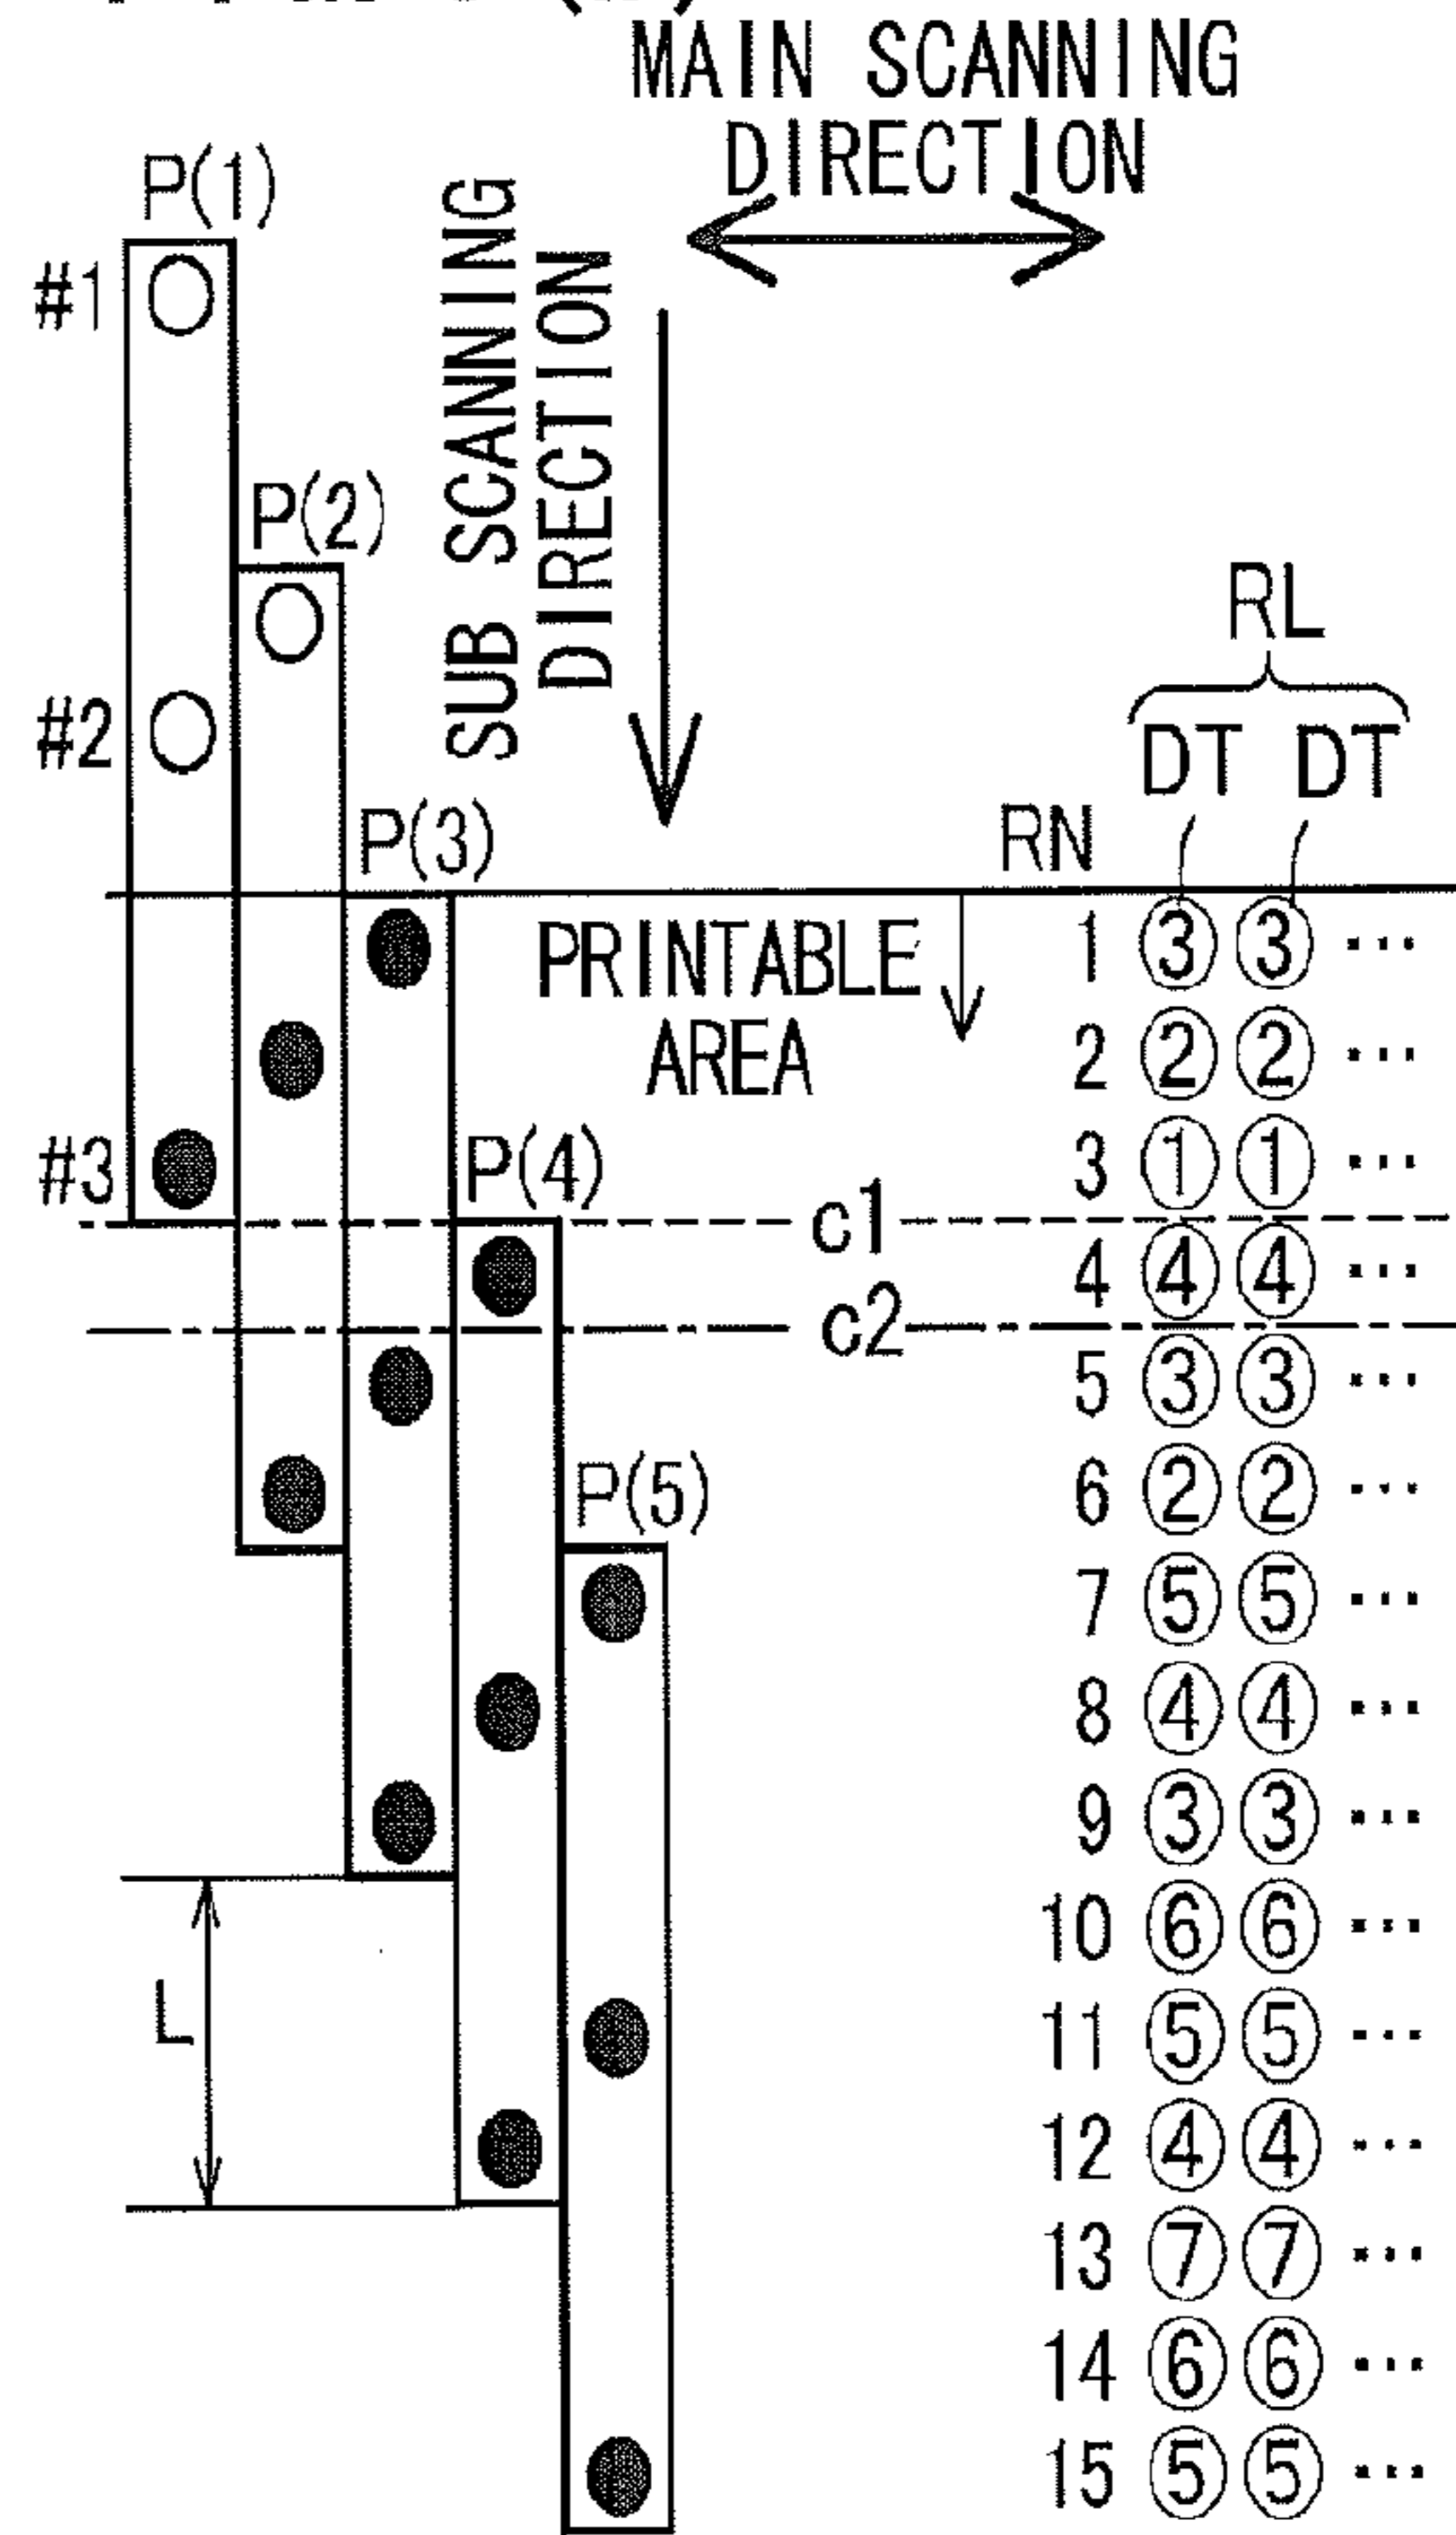 MAIN SCANNING
DIRECTION
P(1)
#1
SUB SCANNING
DIRECTION
P(2)
#2
RL
DT DT
P(3)
RN
PRINTABLE
AREA
1 ③ ③ ...
2 ② ② ...
#3
P(4)
3 ① ① ...
c1
4 ④ ④ ...
c2
5 ③ ③ ...
P(5)
6 ② ② ...
7 ⑤ ⑤ ...
8 ④ ④ ...
9 ③ ③ ...
10 ⑥ ⑥ ...
L
11 ⑤ ⑤ ...
12 ④ ④ ...
13 ⑦ ⑦ ...
14 ⑥ ⑥ ...
15 ⑤ ⑤ ...